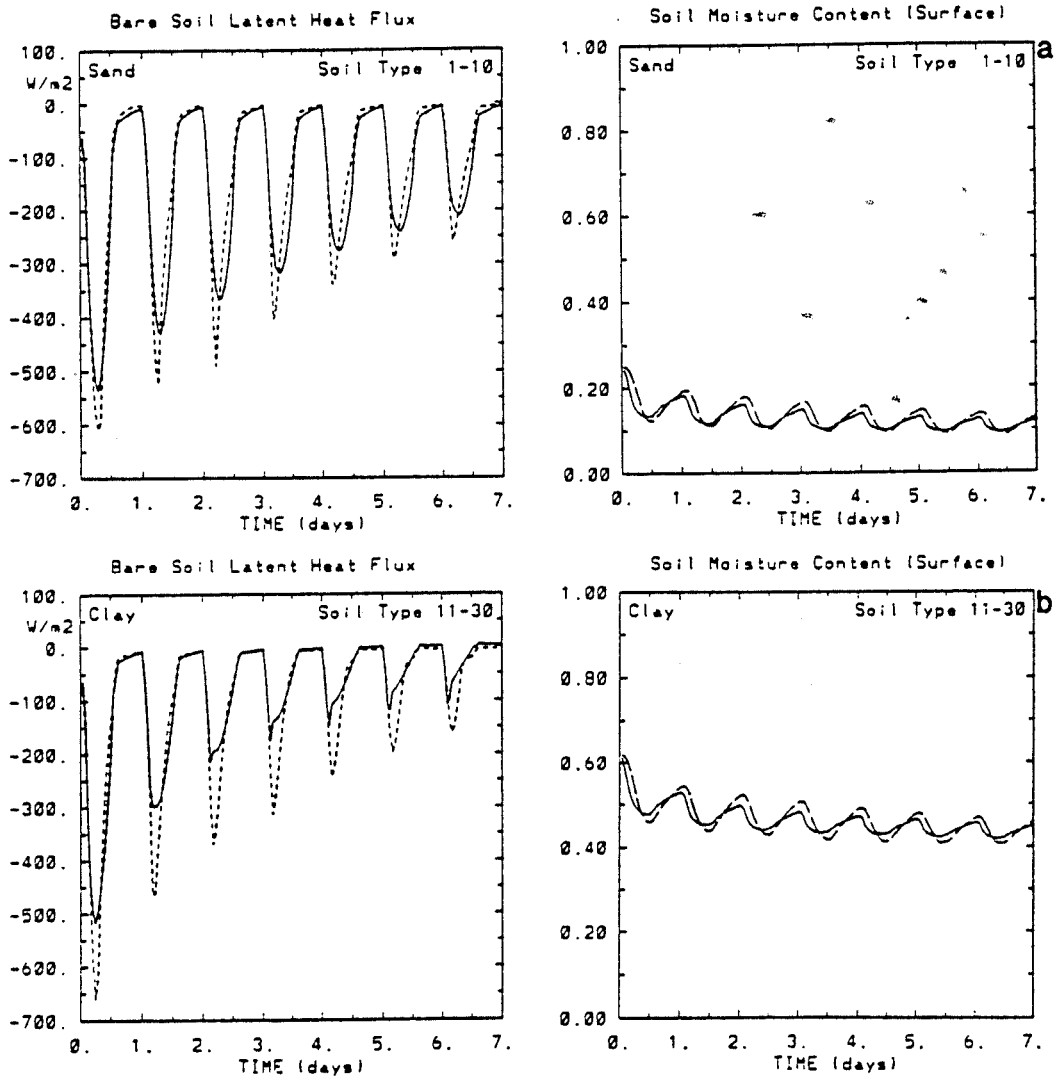 Bare Soil Latent Heat Flux
100.
W/m2
0.
-100.
-200.
-300.
-400.
-500.
-600.
-700.
Sand Soil Type 1-10
0. 1. 2. 3. 4. 5. 6. 7.
TIME (days)
Soil Moisture Content (Surface)
a
1.00
0.80
0.60
0.40
0.20
0.00
Sand Soil Type 1-10
0. 1. 2. 3. 4. 5. 6. 7.
TIME (days)
Bare Soil Latent Heat Flux
100.
W/m2
0.
-100.
-200.
-300.
-400.
-500.
-600.
-700.
Clay Soil Type 11-30
0. 1. 2. 3. 4. 5. 6. 7.
TIME (days)
Soil Moisture Content (Surface)
b
1.00
0.80
0.60
0.40
0.20
0.00
Clay Soil Type 11-30
0. 1. 2. 3. 4. 5. 6. 7.
TIME (days)